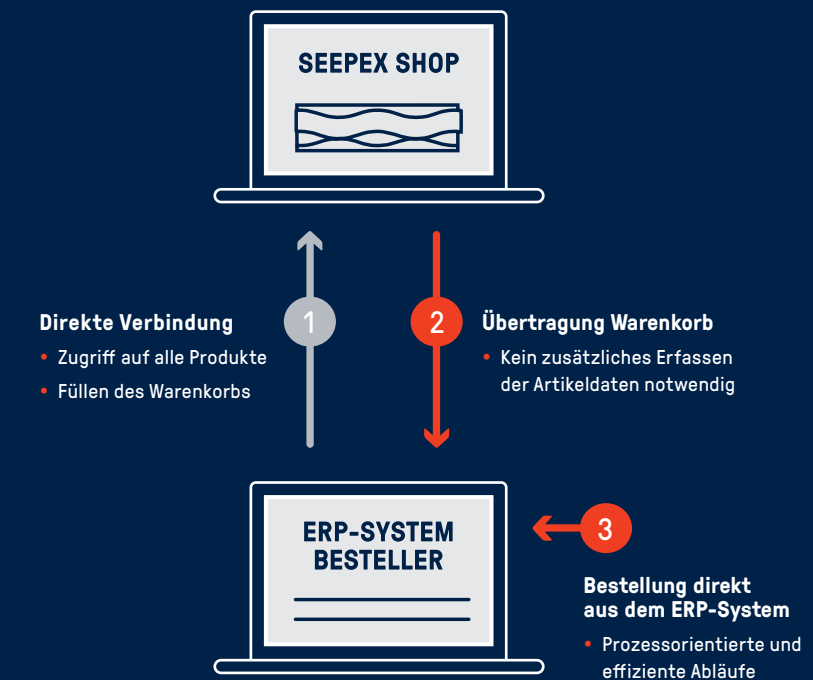 SEEPEX SHOP
1
Direkte Verbindung
• Zugriff auf alle Produkte
• Füllen des Warenkorbs
2
Übertragung Warenkorb
• Kein zusätzliches Erfassen
der Artikeldaten notwendig
ERP-SYSTEM
BESTELLER
3
Bestellung direkt
aus dem ERP-System
• Prozessorientierte und
effiziente Abläufe